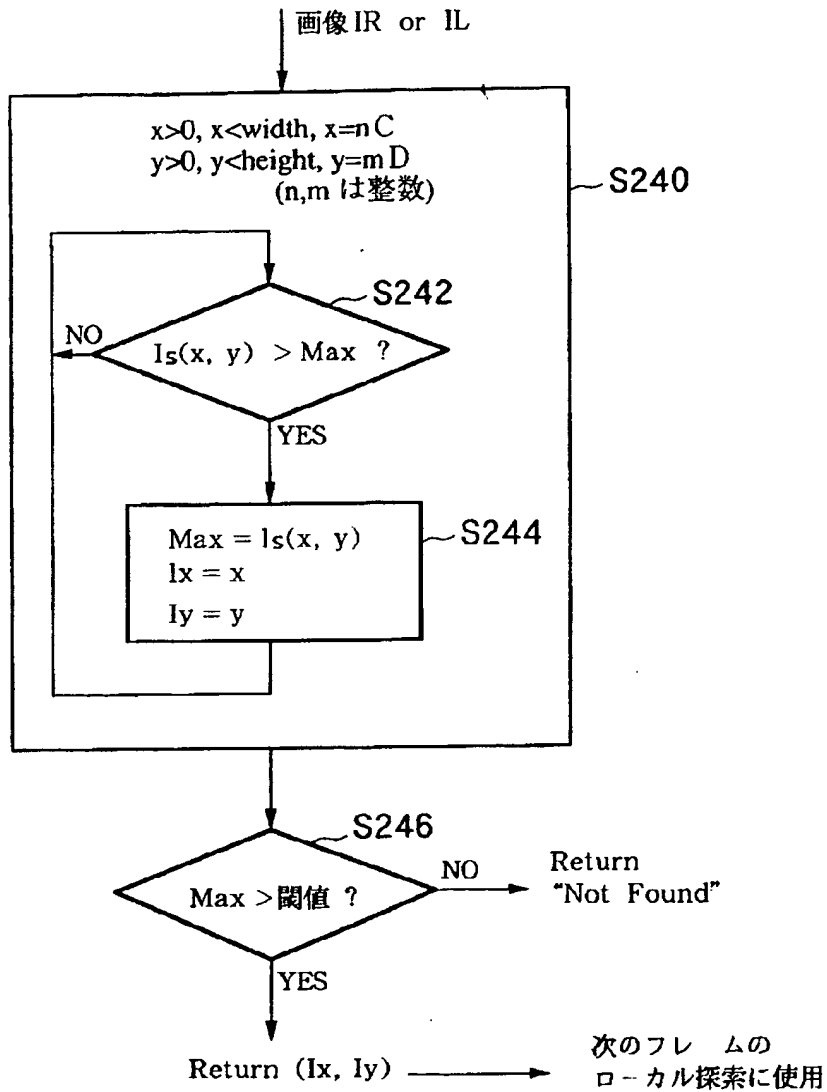 画像IR or IL
x>0, x<width, x=nC
y>0, y<height, y=mD
(n,m は整数)
S240
S242
NO
Is(x, y) > Max ?
YES
S244
Max = Is(x, y)
Ix = x
Iy = y
S246
Max >閾値 ?
NO
Return
"Not Found"
YES
Return (Ix, Iy)
次のフレームの
ローカル探索に使用